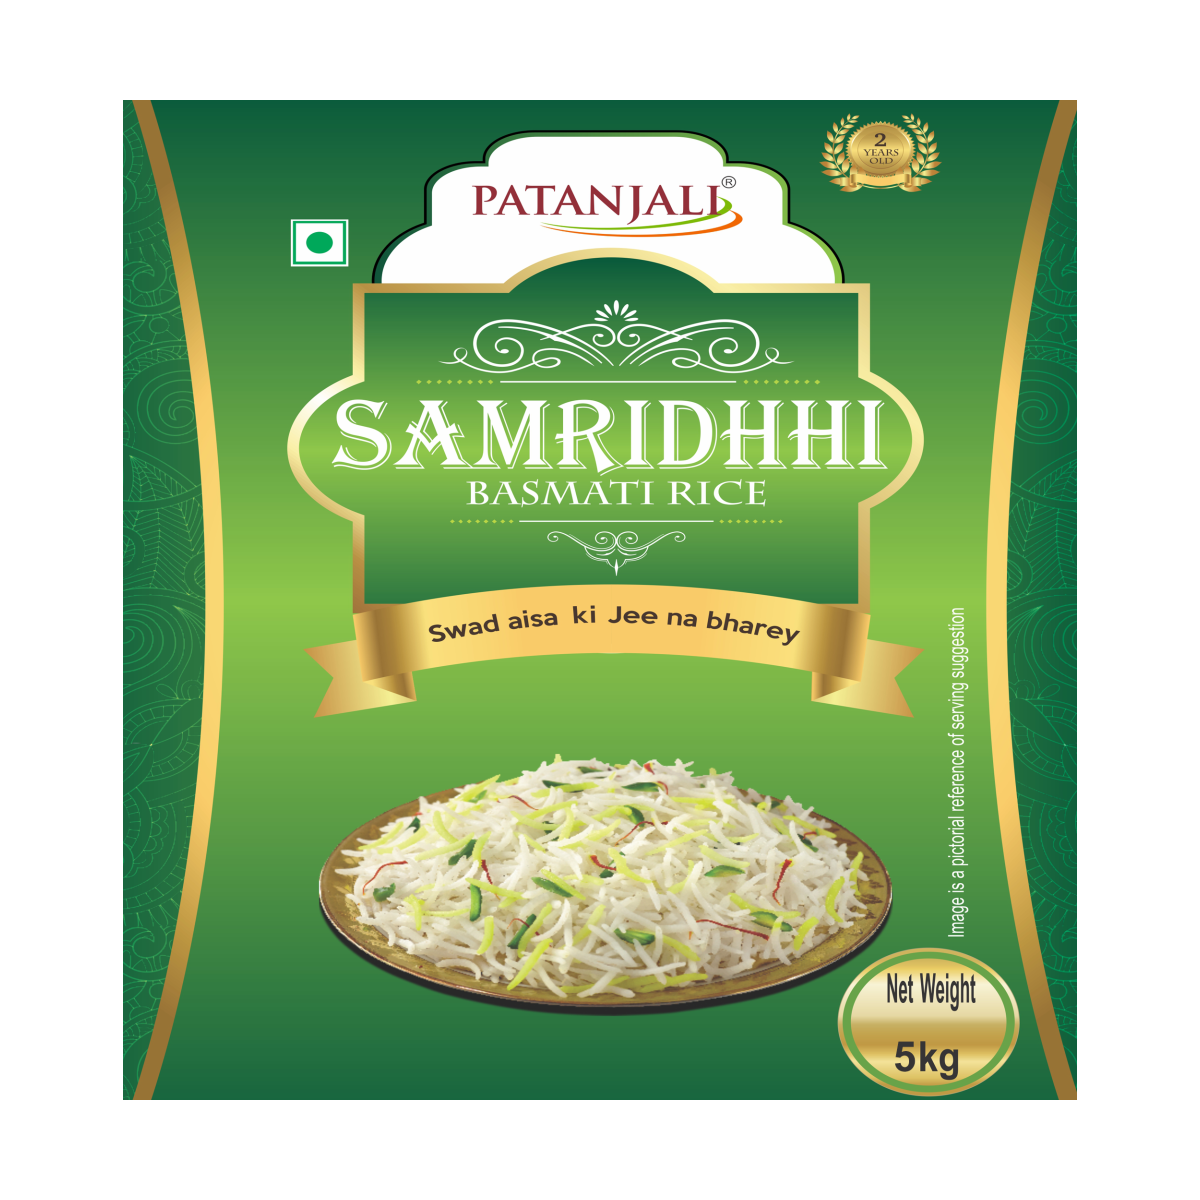 2
YEARS
OLD
PATANJALI®
SAMRIDHHI
BASMATI RICE
Swad aisa ki Jee na bharey
Image is a pictorial reference of serving suggestion
Net Weight
5kg